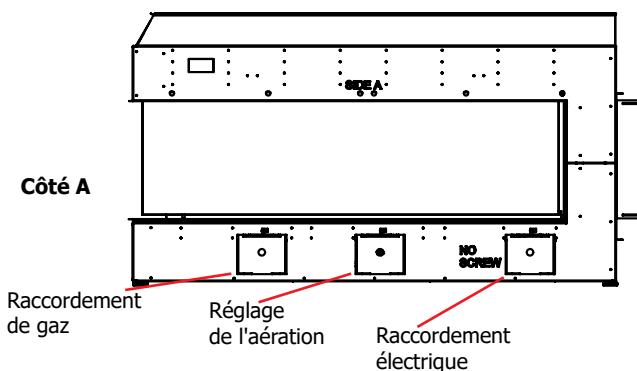 SIDE A
Côté A
NO
SCREW
Raccordement
de gaz
Réglage
de l'aération
Raccordement
électrique